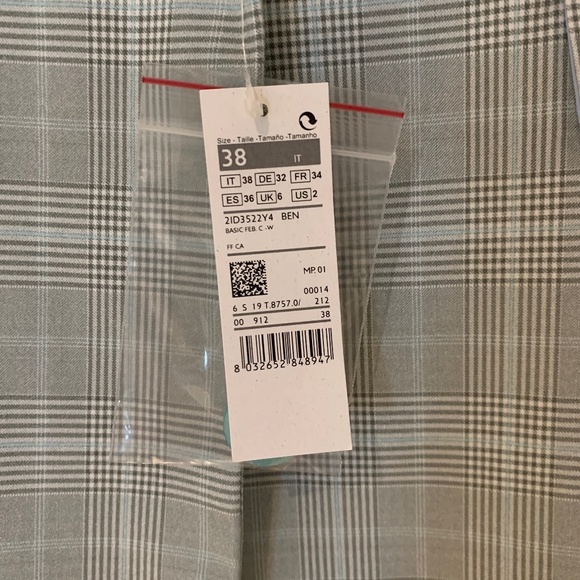 Size - Taille - Tamaño - Tamanho
38 IT
IT 38 DE 32 FR 34
ES 36 UK 6 US 2
2ID3522Y4 BEN
BASIC FEB. C -W
FF CA
MP. 01
00014
6 S 19 T.8757.0/ 212
00 912 38
8 032652 848947